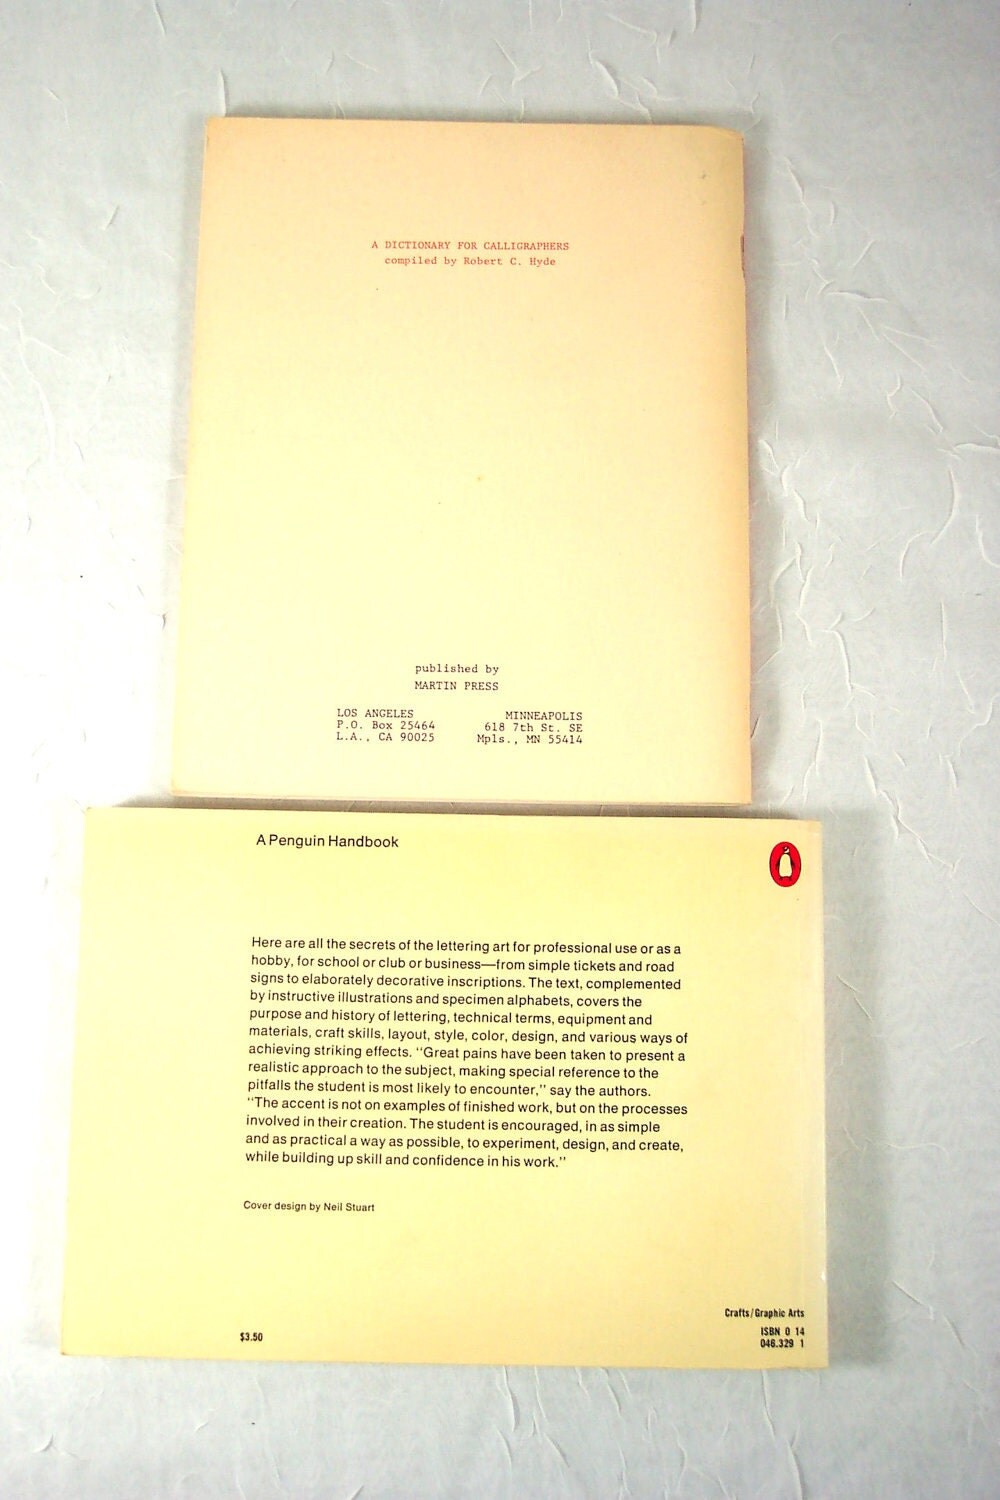 A DICTIONARY FOR CALLIGRAPHERS
compiled by Robert C. Hyde
published by
MARTIN PRESS
LOS ANGELES
P.O. Box 25464
L.A., CA 90025
MINNEAPOLIS
618 7th St. SE
Mpls., MN 55414
A Penguin Handbook
Here are all the secrets of the lettering art for professional use or as a
hobby, for school or club or business—from simple tickets and road
signs to elaborately decorative inscriptions. The text, complemented
by instructive illustrations and specimen alphabets, covers the
purpose and history of lettering, technical terms, equipment and
materials, craft skills, layout, style, color, design, and various ways of
achieving striking effects. "Great pains have been taken to present a
realistic approach to the subject, making special reference to the
pitfalls the student is most likely to encounter," say the authors.
"The accent is not on examples of finished work, but on the processes
involved in their creation. The student is encouraged, in as simple
and as practical a way as possible, to experiment, design, and create,
while building up skill and confidence in his work."
Cover design by Neil Stuart
Crafts/Graphic Arts
ISBN 0 14
046.329 1
$3.50